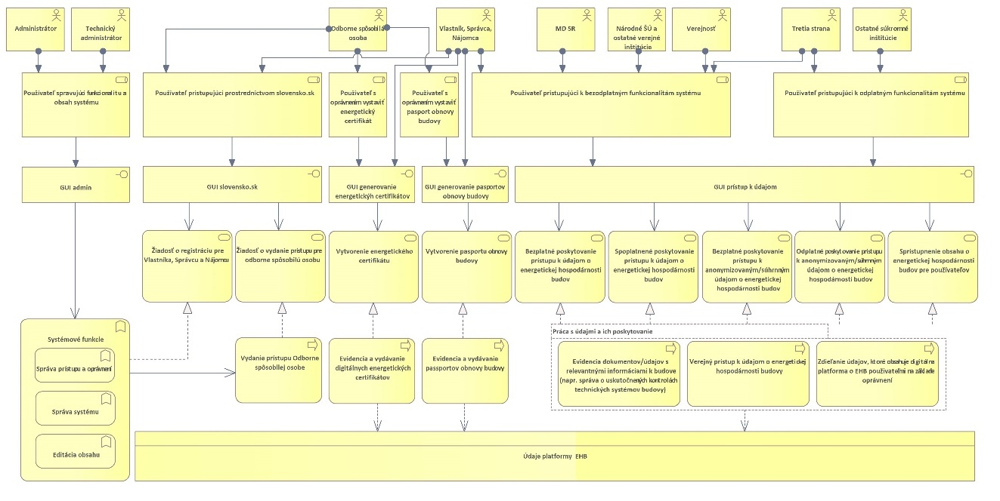 Administrátor
Technický
administrátor
Odborne spôsobilá
osoba
Vlastník, Správca,
Nájomca
MD SR
Národné ŠÚ a
ostatné verejné
inštitúcie
Verejnosť
Tretia strana
Ostatné súkromné
inštitúcie
Používateľ spravujúci funkcionalitu a
obsah systému
Používateľ pristupujúci prostredníctvom slovensko.sk
Používateľ s
oprávnením vystaviť
energetický
certifikát
Používateľ s
oprávnením vystaviť
pasport obnovy
budovy
Používateľ pristupujúci k bezodplatným funkcionalitám systému
Používateľ pristupujúci k odplatným funkcionalitám systému
GUI admin
GUI slovensko.sk
GUI generovanie
energetických certifikátov
GUI generovanie pasportov
obnovy budovy
GUI prístup k údajom
Žiadosť o registráciu pre
Vlastníka, Správcu a Nájomcu
Žiadosť o vydanie prístupu pre
odborne spôsobilú osobu
Vytvorenie energetického
certifikátu
Vytvorenie pasportu obnovy
budovy
Bezplatné poskytovanie
prístupu k údajom o
energetickej hospodárnosti
budov
Spoplatnené poskytovanie
prístupu k údajom o
energetickej hospodárnosti
budov
Bezplatné poskytovanie
prístupu k
anonymizovaným/súhrnným
údajom o energetickej
hospodárnosti budov
Odplatné poskytovanie prístupu
k anonymizovaným/súhrnným
údajom o energetickej
hospodárnosti budov
Sprístupnenie obsahu o
energetickej hospodárnosti
budov pre používateľov
Systémové funkcie
Správa prístupu a oprávnení
Správa systému
Editácia obsahu
Vydanie prístupu Odborne
spôsobilej osobe
Evidencia a vydávanie
digitálnych energetických
certifikátov
Evidencia a vydávanie
passportov obnovy budovy
Práca s údajmi a ich poskytovanie
Evidencia dokumentov/údajov s
relevantnými informáciami k budove
(napr. správa o uskutočnených kontrolách
technických systémov budovy)
Verejný prístup k údajom o energetickej
hospodárnosti budovy
Zdieľanie údajov, ktoré obsahuje digitálna
platforma o EHB používateľmi na základe
oprávnení
Údaje platformy EHB